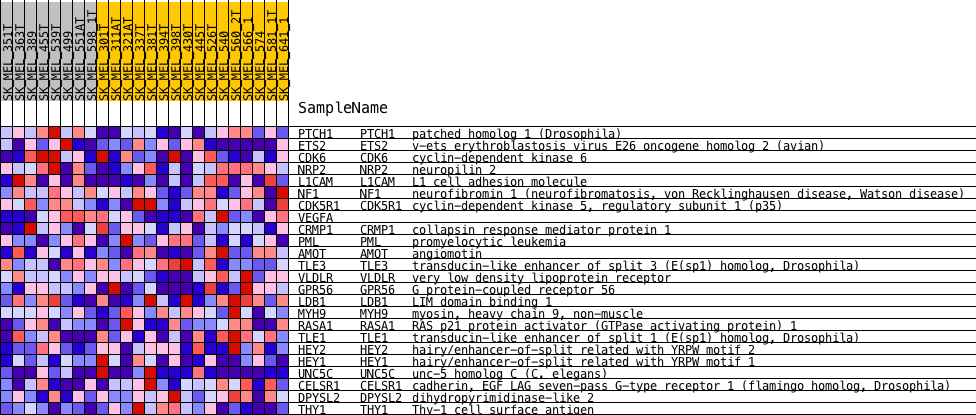 SK_MEL_351T
SK_MEL_363T
SK_MEL_389
SK_MEL_455T
SK_MEL_539T
SK_MEL_499
SK_MEL_551AT
SK_MEL_598_1T
SK_MEL_301T
SK_MEL_311AT
SK_MEL_321AT
SK_MEL_337T
SK_MEL_381T
SK_MEL_394T
SK_MEL_398T
SK_MEL_430T
SK_MEL_445T
SK_MEL_526T
SK_MEL_540
SK_MEL_560_2T
SK_MEL_566_1
SK_MEL_574
SK_MEL_581_1T
SK_MEL_641_1
SampleName
PTCH1 PTCH1 patched homolog 1 (Drosophila)
ETS2 ETS2 v-ets erythroblastosis virus E26 oncogene homolog 2 (avian)
CDK6 CDK6 cyclin-dependent kinase 6
NRP2 NRP2 neuropilin 2
L1CAM L1CAM L1 cell adhesion molecule
NF1 NF1 neurofibromin 1 (neurofibromatosis, von Recklinghausen disease, Watson disease)
CDK5R1 CDK5R1 cyclin-dependent kinase 5, regulatory subunit 1 (p35)
VEGFA
CRMP1 CRMP1 collapsin response mediator protein 1
PML PML promyelocytic leukemia
AMOT AMOT angiomotin
TLE3 TLE3 transducin-like enhancer of split 3 (E(sp1) homolog, Drosophila)
VLDLR VLDLR very low density lipoprotein receptor
GPR56 GPR56 G protein-coupled receptor 56
LDB1 LDB1 LIM domain binding 1
MYH9 MYH9 myosin, heavy chain 9, non-muscle
RASA1 RASA1 RAS p21 protein activator (GTPase activating protein) 1
TLE1 TLE1 transducin-like enhancer of split 1 (E(sp1) homolog, Drosophila)
HEY2 HEY2 hairy/enhancer-of-split related with YRPW motif 2
HEY1 HEY1 hairy/enhancer-of-split related with YRPW motif 1
UNC5C UNC5C unc-5 homolog C (C. elegans)
CELSR1 CELSR1 cadherin, EGF LAG seven-pass G-type receptor 1 (flamingo homolog, Drosophila)
DPYSL2 DPYSL2 dihydropyrimidinase-like 2
THY1 THY1 Thy-1 cell surface antigen